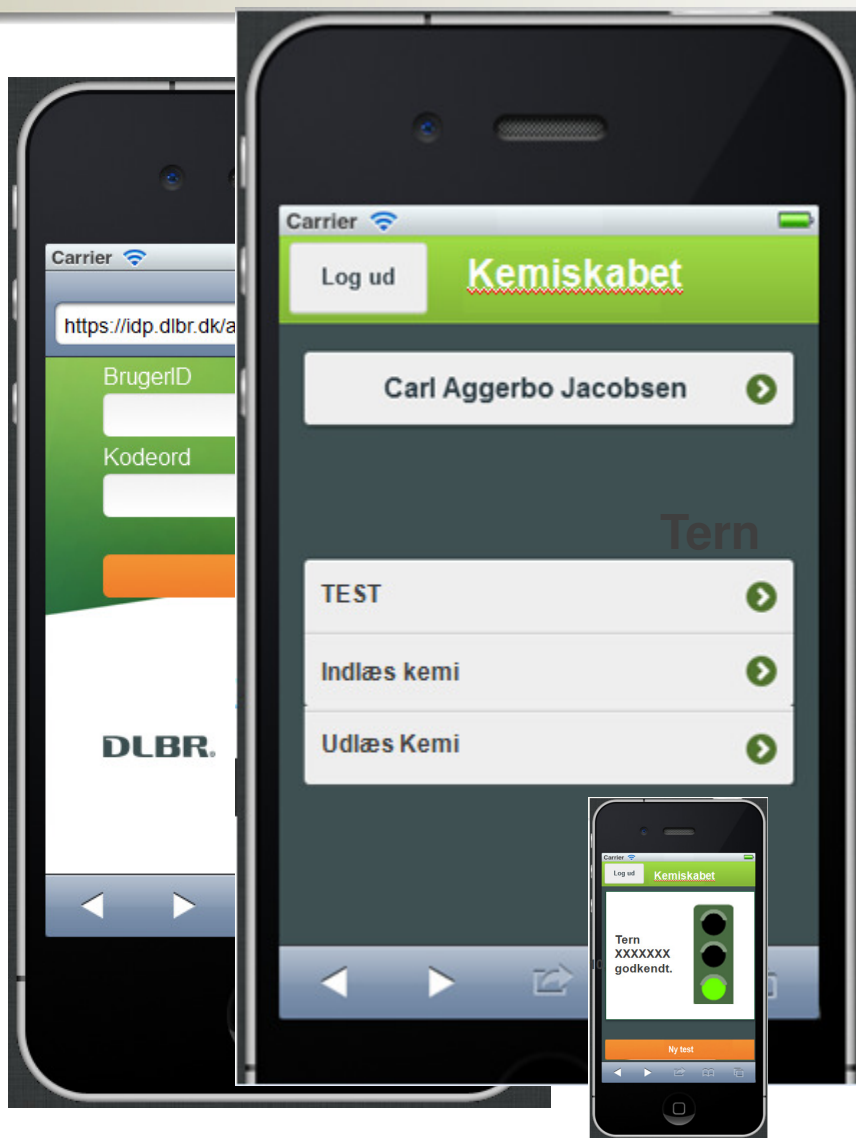 Carrier
https://idp.dlbr.dk/a
BrugerID
Kodeord
DLBR.
Carrier
Log ud
Kemiskabet
Carl Aggerbo Jacobsen
Tern
TEST
Indlæs kemi
Udlæs Kemi
Carrier
Log ud
Kemiskabet
Tern
XXXXXXX
godkendt.
Ny test